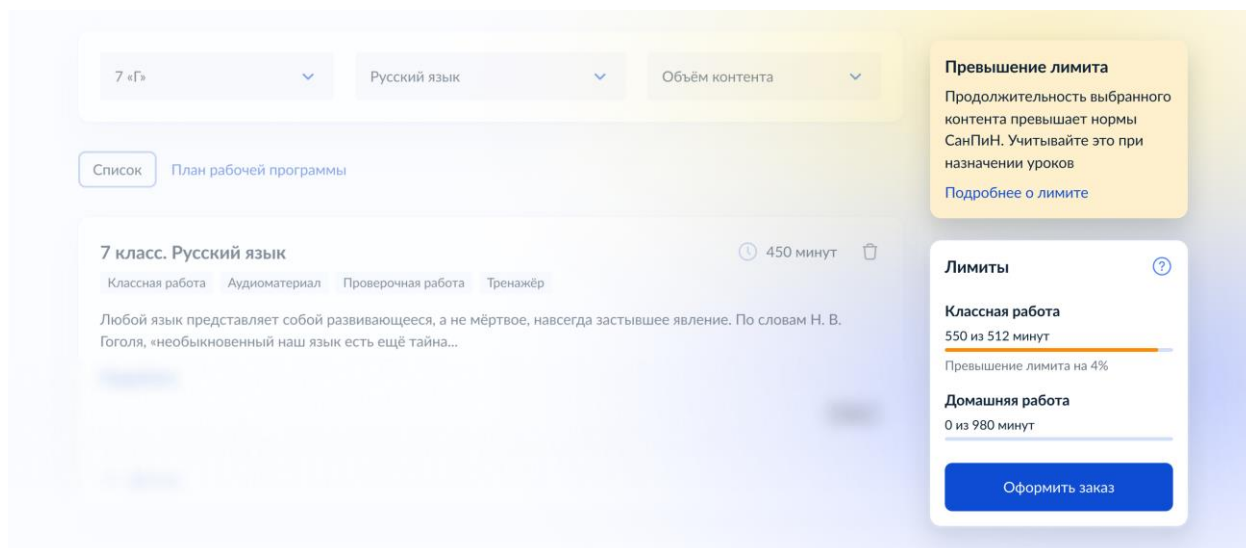 7 «Г»
Русский язык
Объём контента
Список
План рабочей программы
7 класс. Русский язык
450 минут
Классная работа
Аудиоматериал
Проверочная работа
Тренажёр
Любой язык представляет собой развивающееся, а не мёртвое, навсегда застывшее явление. По словам Н. В.
Гоголя, «необыкновенный наш язык есть ещё тайна...
Превышение лимита
Продолжительность выбранного
контента превышает нормы
СанПиН. Учитывайте это при
назначении уроков
Подробнее о лимите
Лимиты
?
Классная работа
550 из 512 минут
Превышение лимита на 4%
Домашняя работа
0 из 980 минут
Оформить заказ